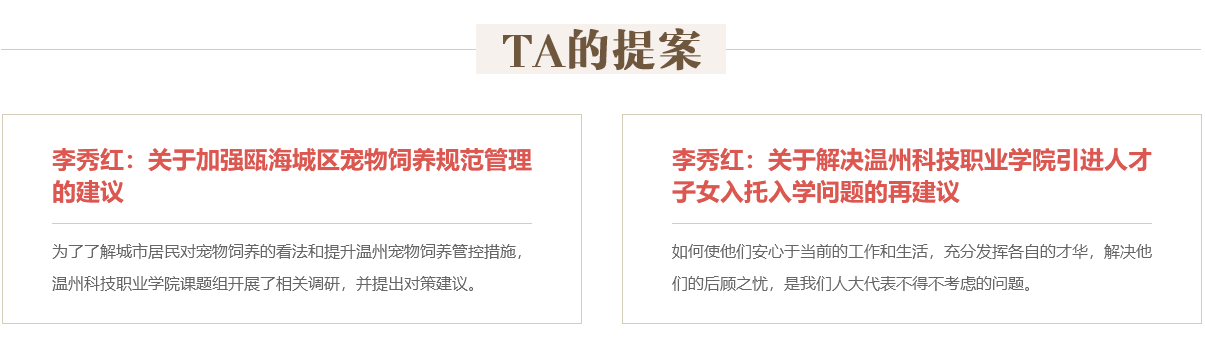 TA的提案
李秀红：关于加强瓯海城区宠物饲养规范管理
的建议
为了了解城市居民对宠物饲养的看法和提升温州宠物饲养管控措施，
温州科技职业学院课题组开展了相关调研，并提出对策建议。
李秀红：关于解决温州科技职业学院引进人才
子女入托入学问题的再建议
如何使他们安心于当前的工作和生活，充分发挥各自的才华，解决他
们的后顾之忧，是我们人大代表不得不考虑的问题。